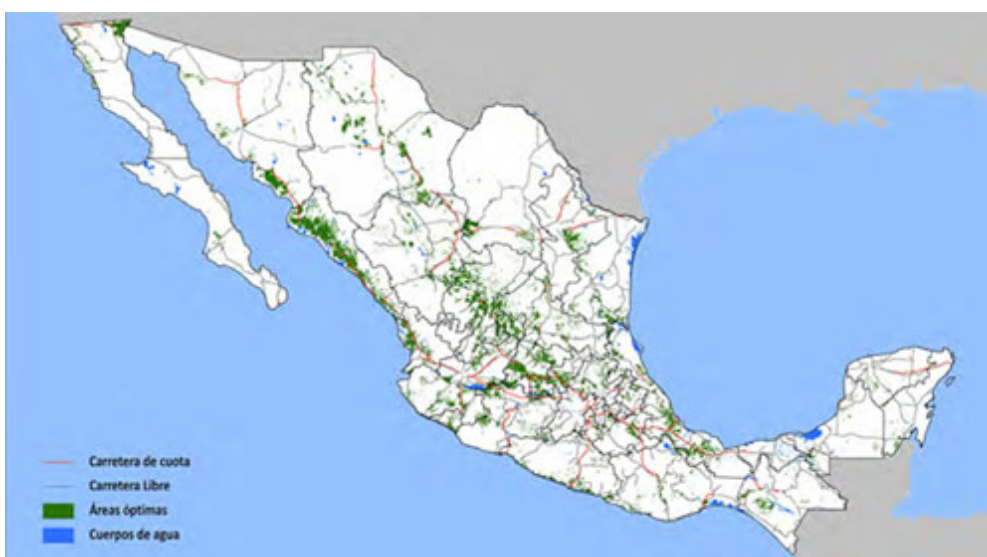 Carretera de cuota
Carretera Libre
Áreas óptimas
Cuerpos de agua